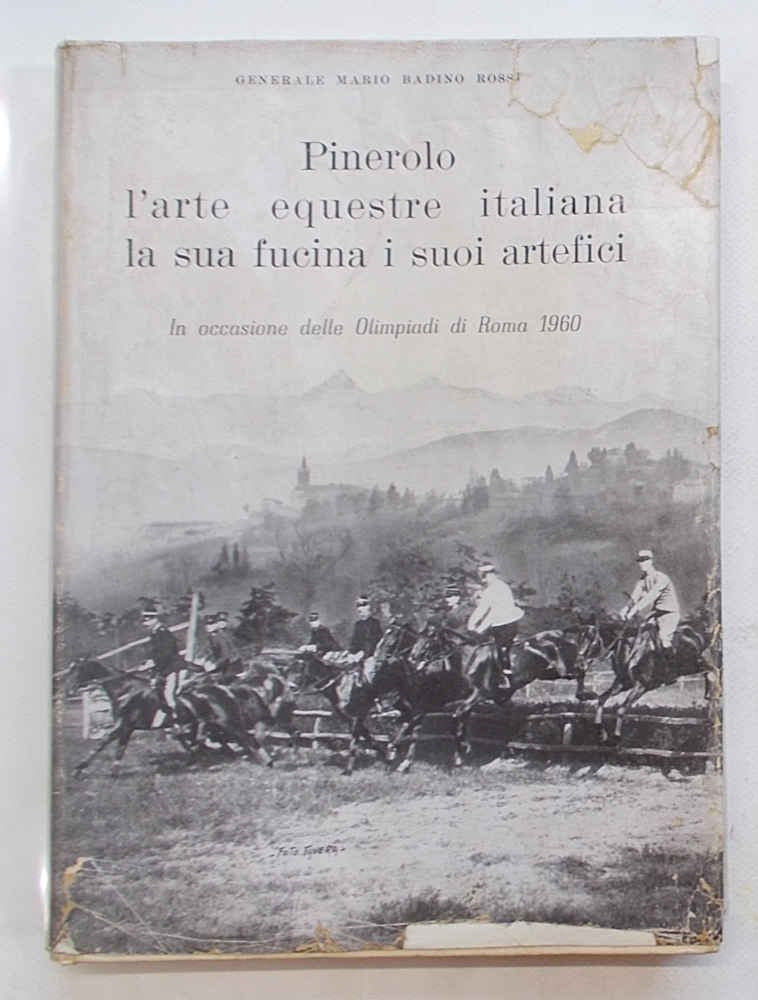 GENERALE MARIO BADINO ROSSI
Pinerolo
l'arte equestre italiana
la sua fucina i suoi artefici
In occasione delle Olimpiadi di Roma 1960
FOTO